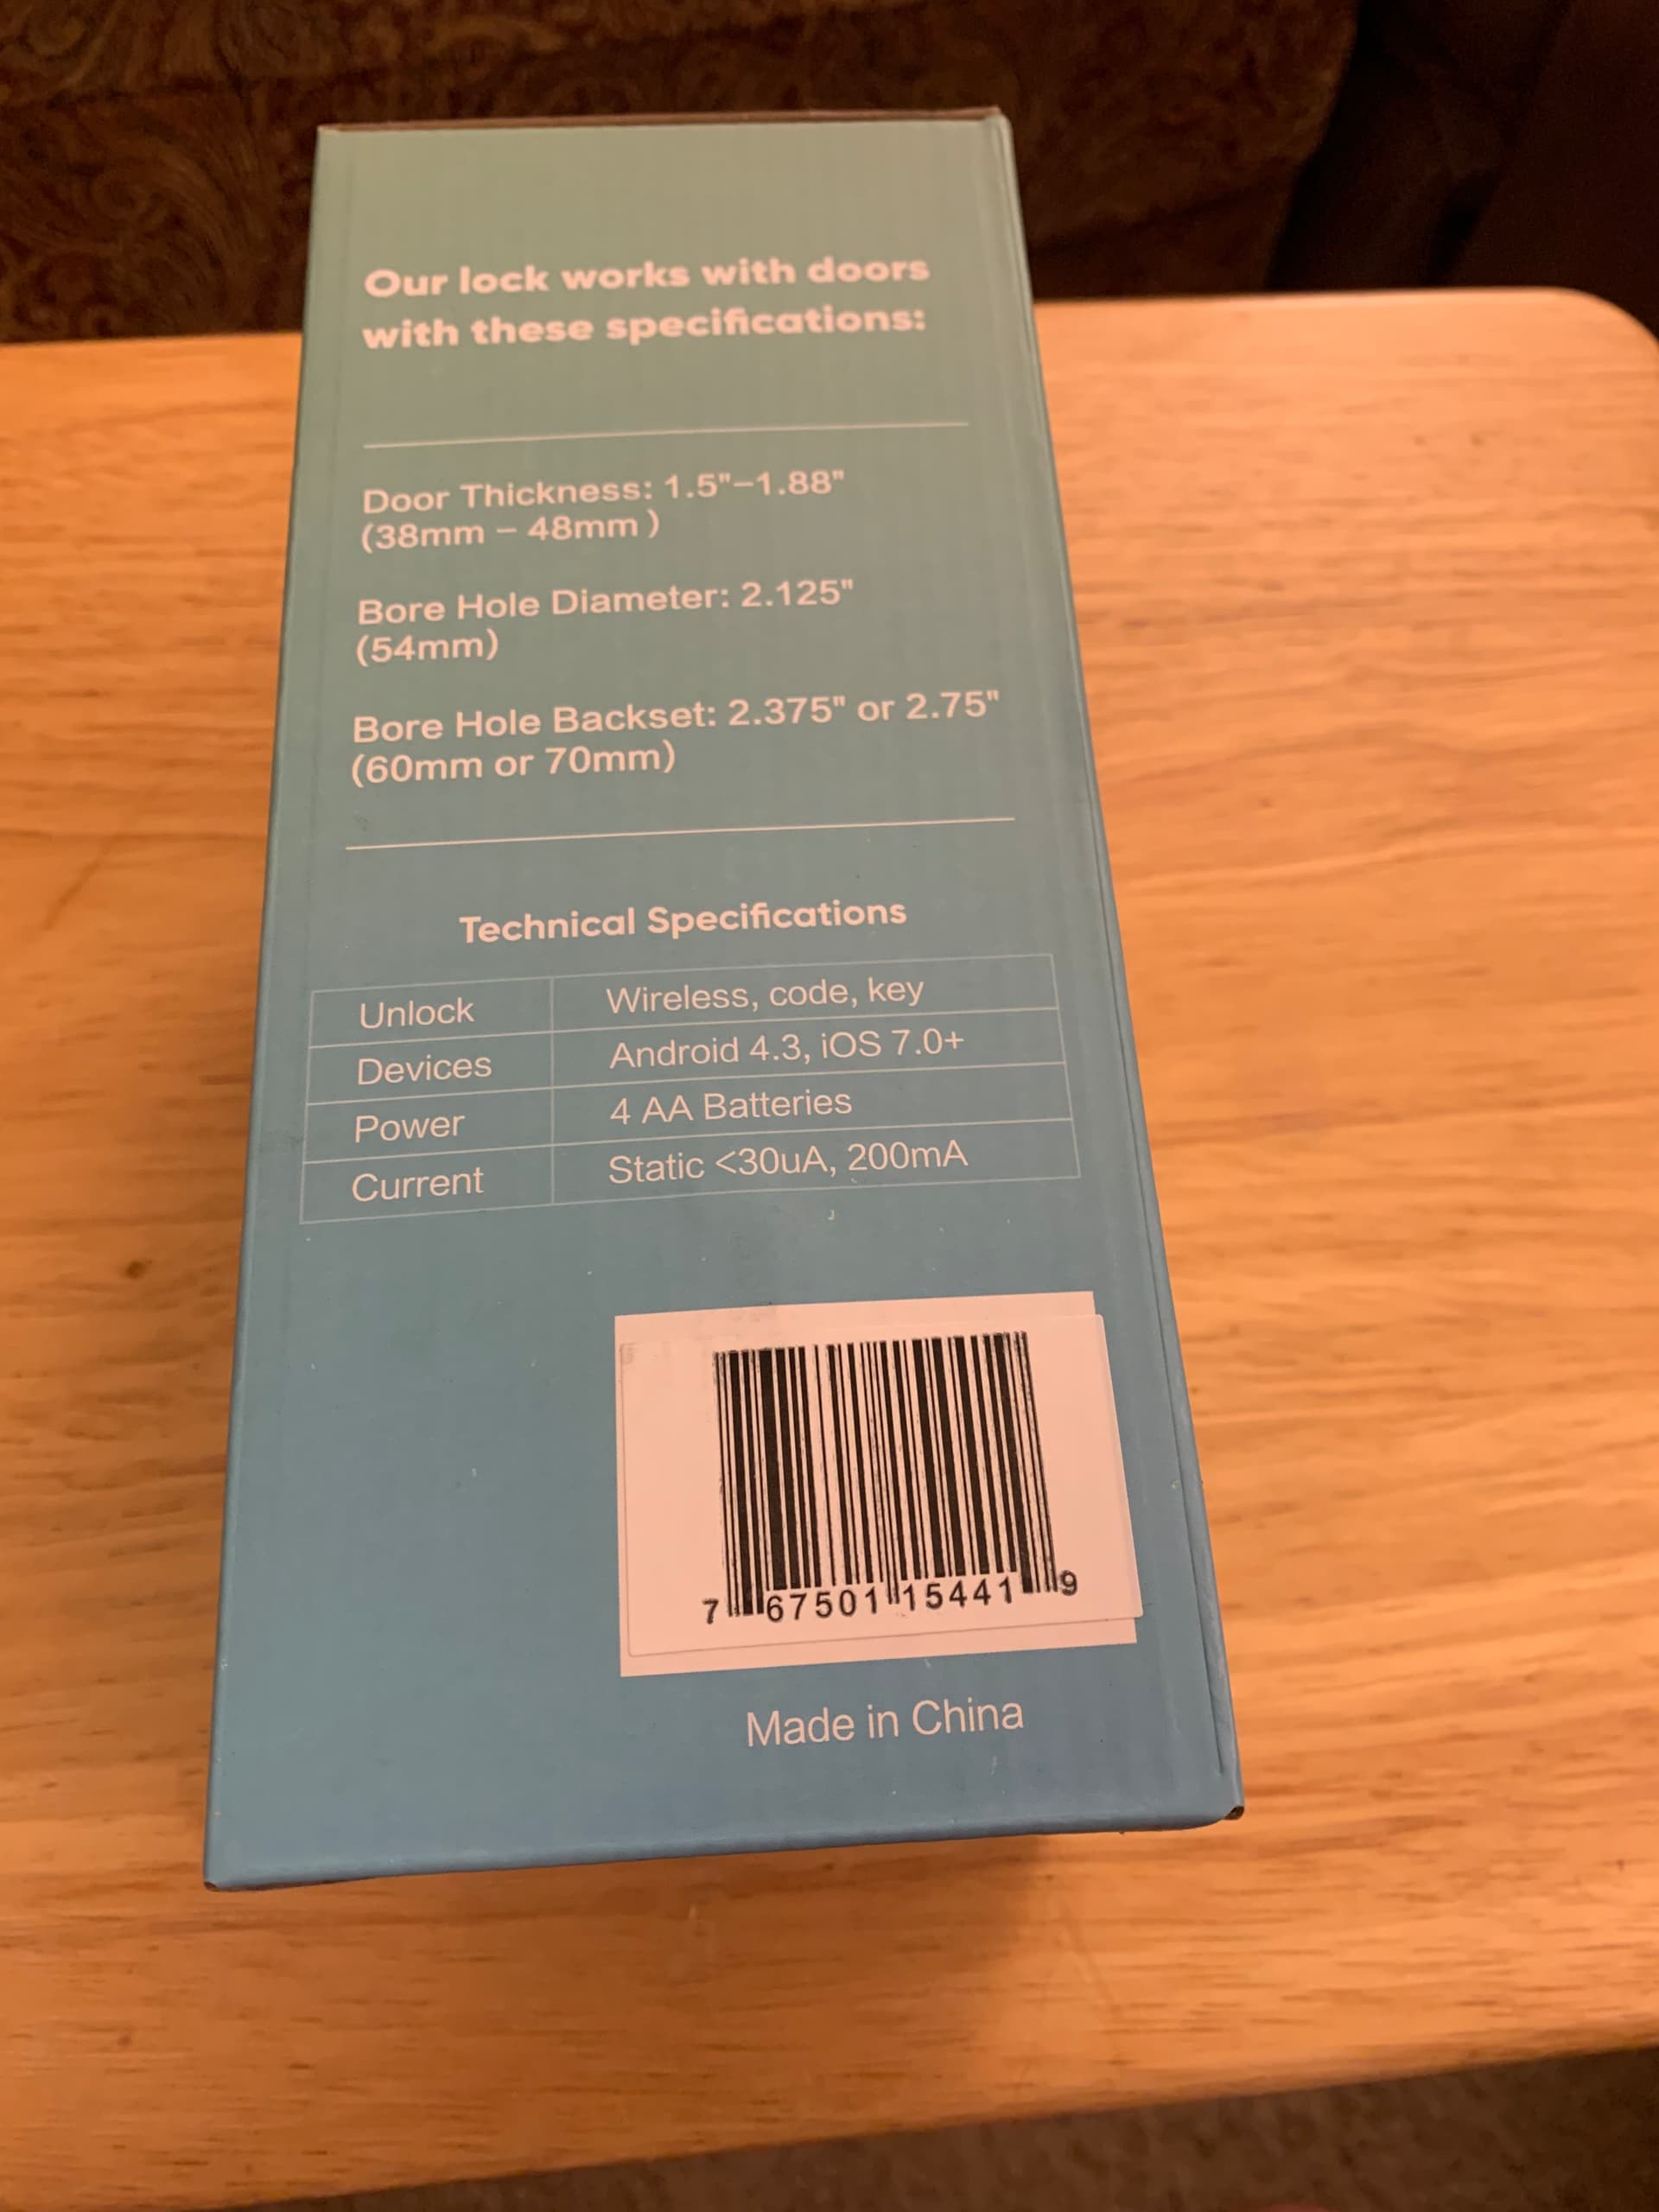 Our lock works with doors
with these specifications:
Door Thickness: 1.5"–1.88"
(38mm – 48mm )
Bore Hole Diameter: 2.125"
(54mm)
Bore Hole Backset: 2.375" or 2.75"
(60mm or 70mm)
Technical Specifications
Unlock Wireless, code, key
Devices Android 4.3, iOS 7.0+
Power 4 AA Batteries
Current Static <30uA, 200mA
7 67501 15441 9
Made in China